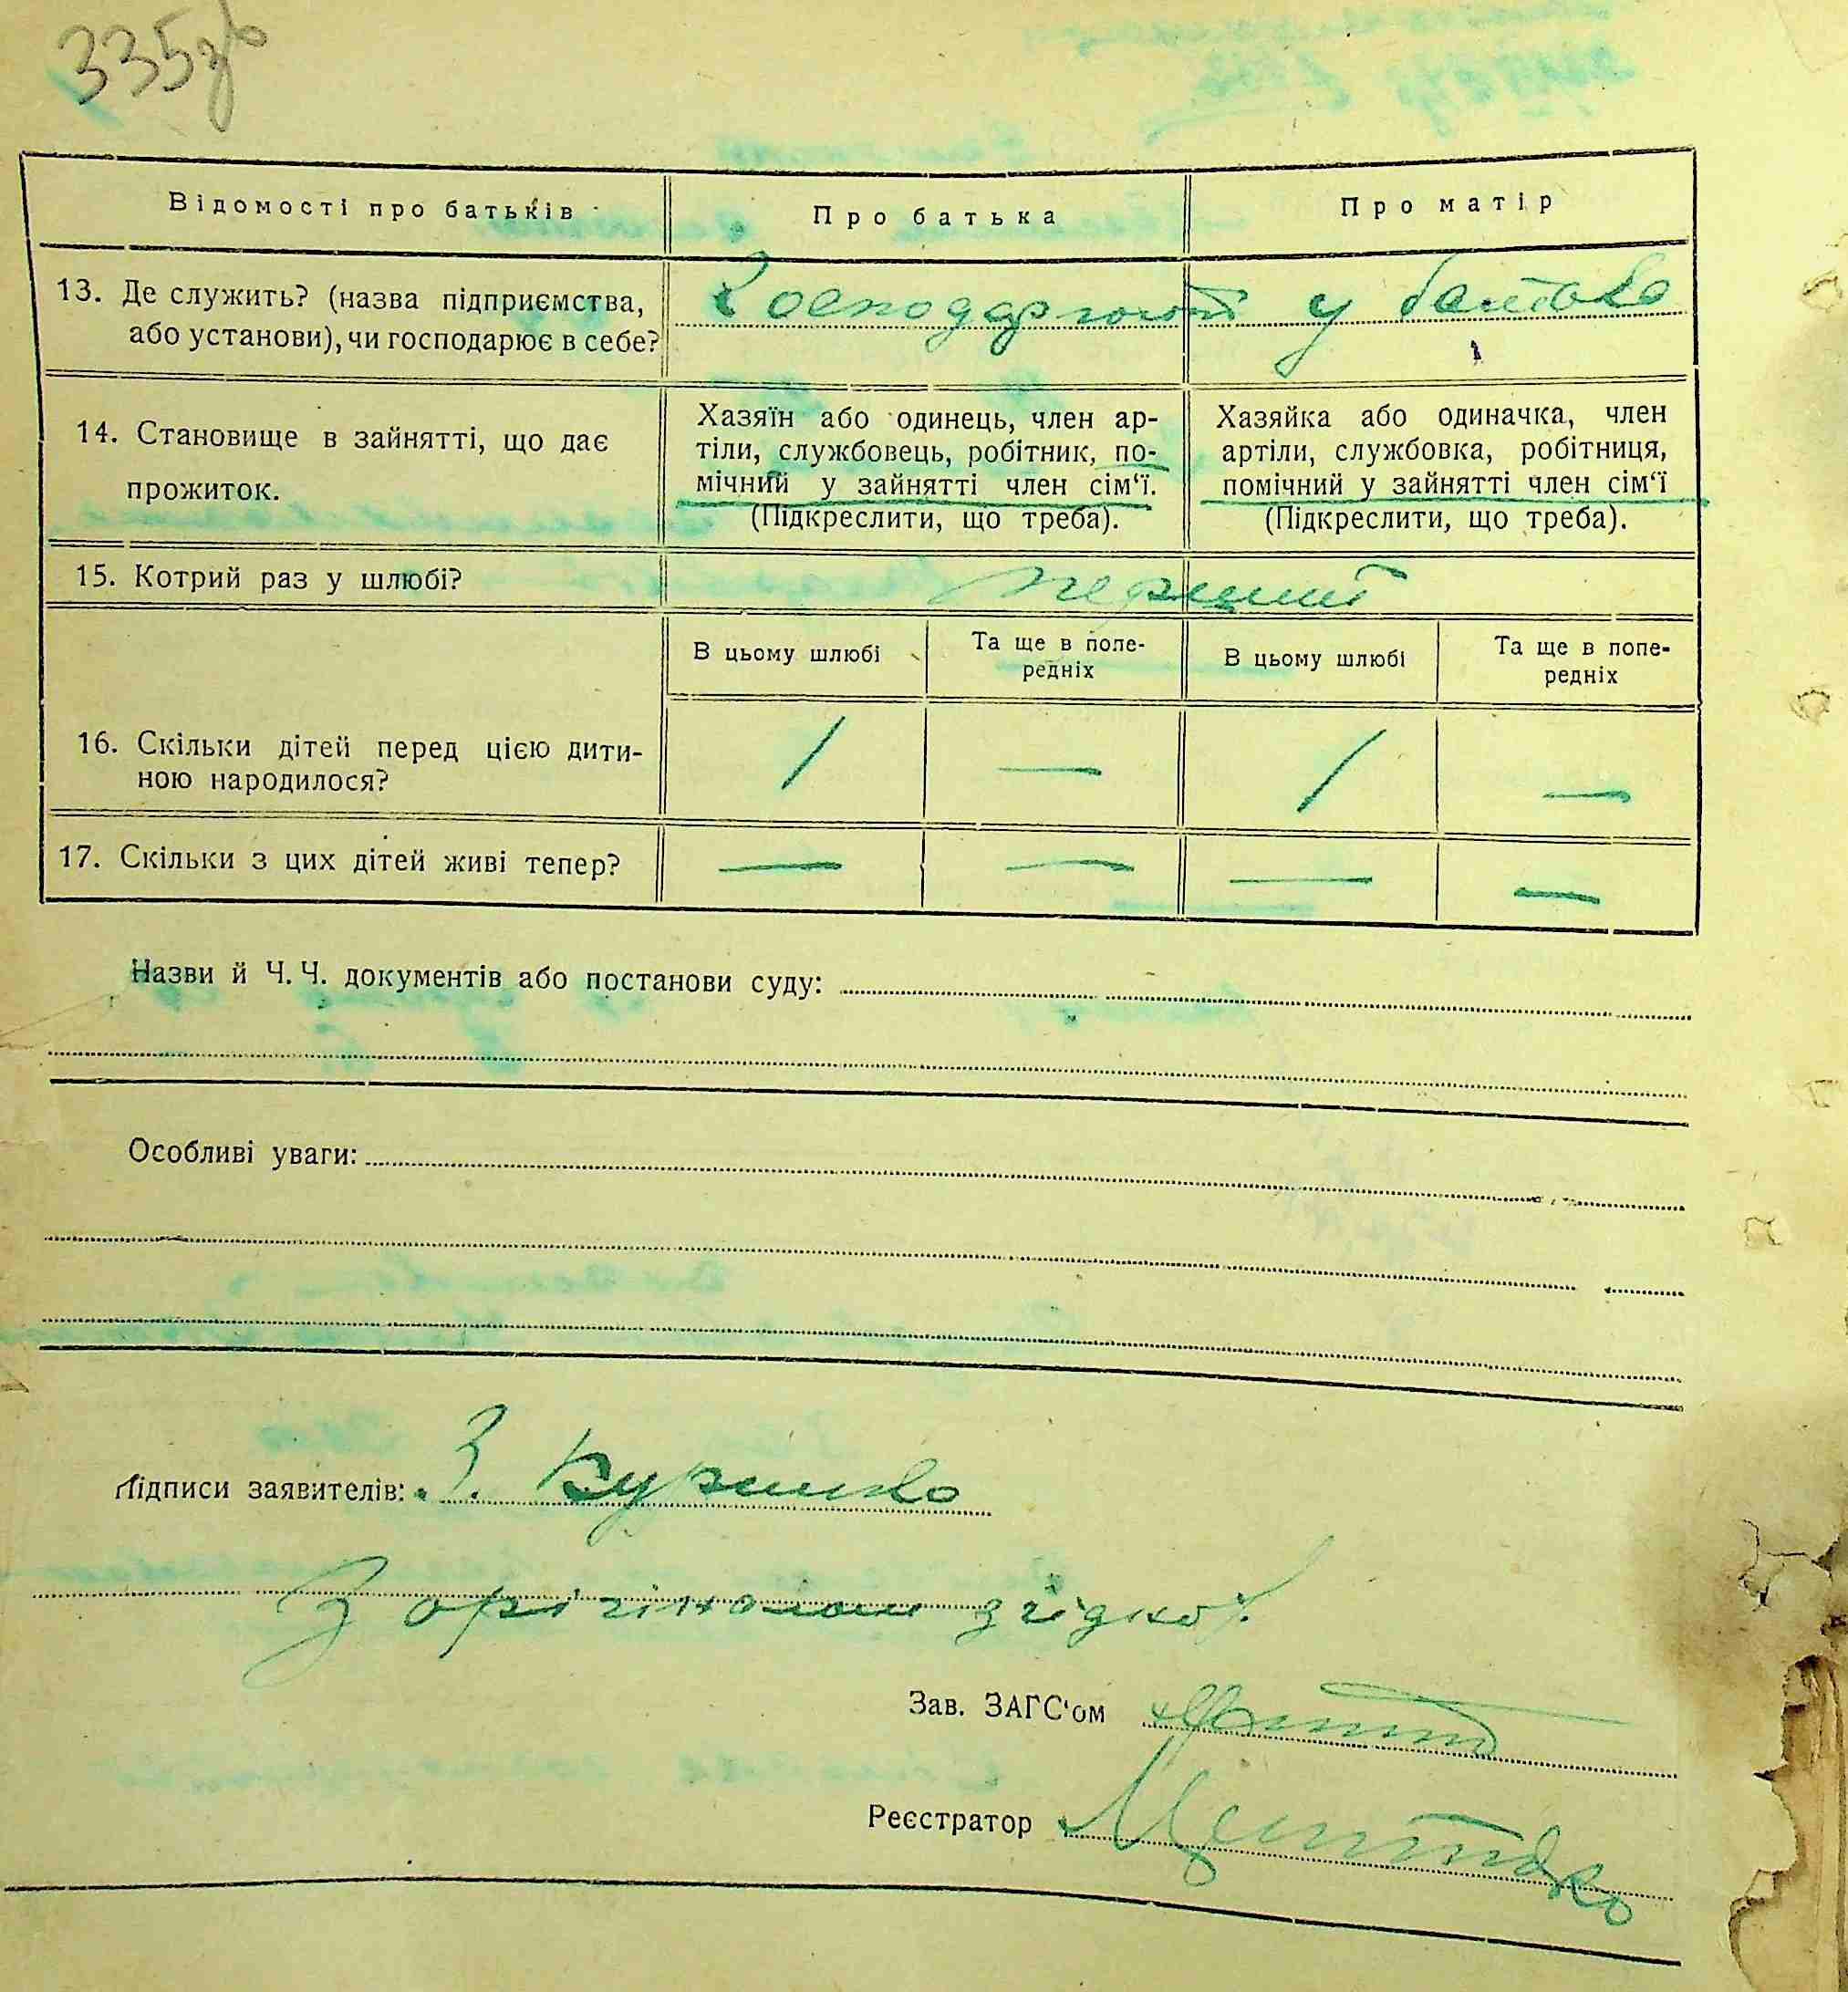 335зв
Відомості про батьків
Про батька
Про матір
13. Де служить? (назва підприємства,
або установи), чи господарює в себе?
Господарюють у батька
14. Становище в зайнятті, що дає
прожиток.
Хазяїн або одинець, член ар-
тіли, службовець, робітник, по-
мічний у зайнятті член сім'ї.
(Підкреслити, що треба).
Хазяйка або одиначка, член
артіли, службовка, робітниця,
помічний у зайнятті член сім'ї
(Підкреслити, що треба).
15. Котрий раз у шлюбі?
перший
В цьому шлюбі
Та ще в попе-
редніх
В цьому шлюбі
Та ще в попе-
редніх
16. Скільки дітей перед цією дити-
ною народилося?
1 — 1 —
17. Скільки з цих дітей живі тепер?
— — — —
Назви й Ч. Ч. документів або постанови суду:
Особливі уваги:
Підписи заявителів: З.
З орігіналом згідно:
Зав. ЗАГС'ом
Реєстратор